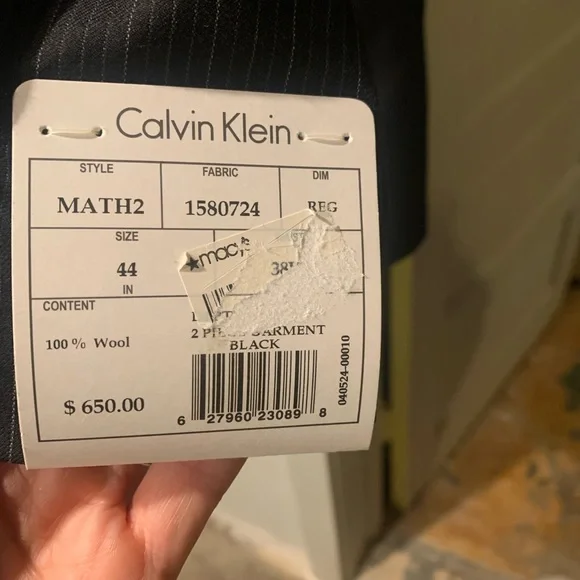 Calvin Klein
STYLE FABRIC DIM
MATH2 1580724 REG
SIZE
44 38
IN
macy's
CONTENT
2 GARMENT
100% Wool BLACK
$ 650.00
6 27960 23089 8
040524-00010